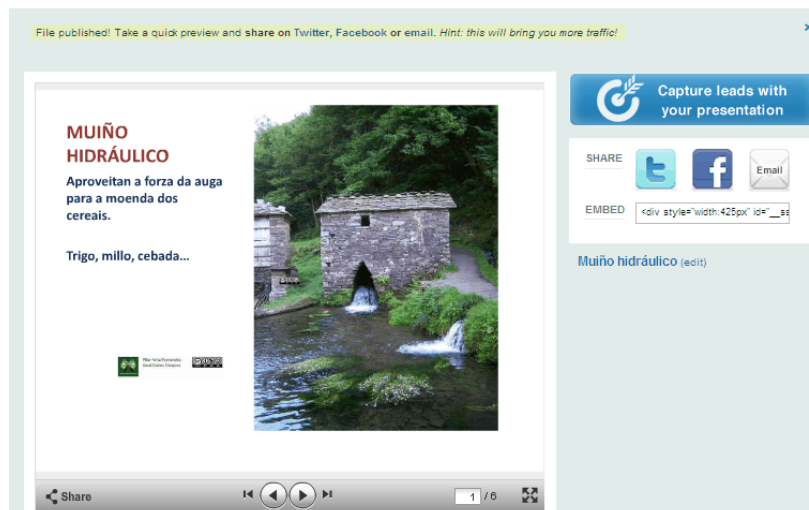 File published! Take a quick preview and share on Twitter, Facebook or email. Hint: this will bring you more traffic!
MUIÑO
HIDRÁULICO
Aproveitan a forza da auga
para a moenda dos
cereais.
Trigo, millo, cebada...
Share
1 / 6
Capture leads with
your presentation
SHARE
Email
EMBED
<div style="width:425px" id="__ss
Muiño hidráulico (edit)